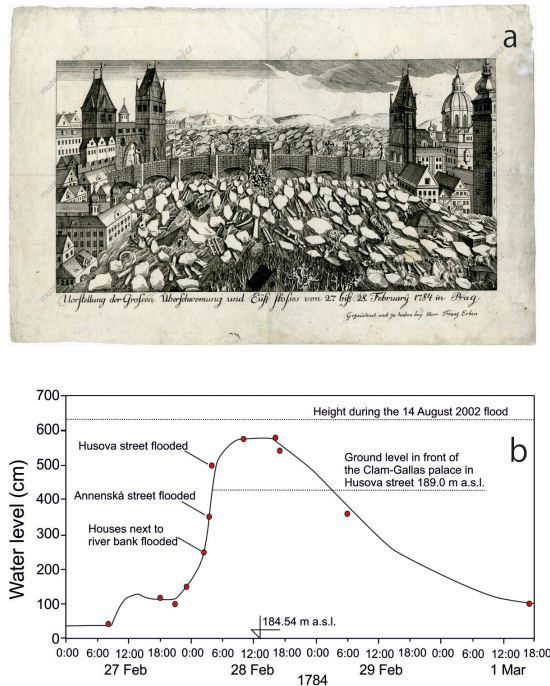 a
Vorstellung der Grossen Überschwemung und Eüß stoses von 27 biß 28 February 1784 in Prag.
Gezeichnet und zu haben bey Herr Franz Erban
b
Water level (cm)
700
600
500
400
300
200
100
0
Height during the 14 August 2002 flood
Husova street flooded
Ground level in front of
the Clam-Gallas palace in
Husova street 189.0 m a.s.l.
Annenská street flooded
Houses next to
river bank flooded
184.54 m a.s.l.
0:00 6:00 12:00 18:00 0:00 6:00 12:00 18:00 0:00 6:00 12:00 18:00 0:00 6:00 12:00 18:00
27 Feb 28 Feb 29 Feb 1 Mar
1784